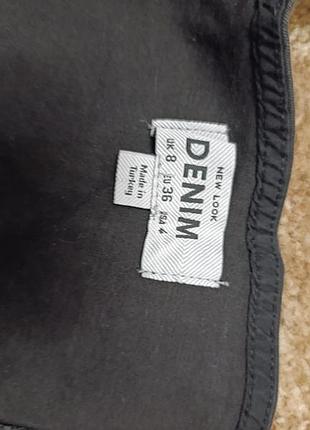 NEW LOOK
DENIM
UK 8 EU 36 USA 4
Made in
Turkey